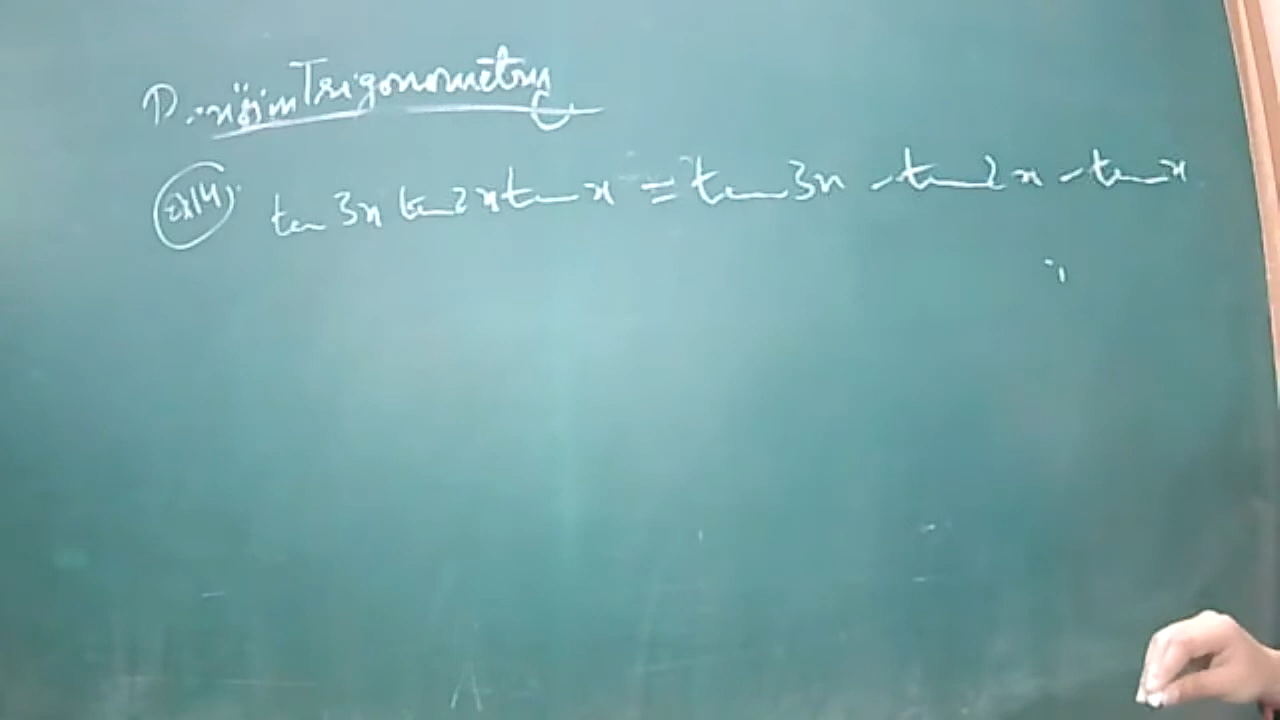 Trigonometry
Ex14) tan 3x tan 2x tan x = tan 3x - tan 2x - tan x